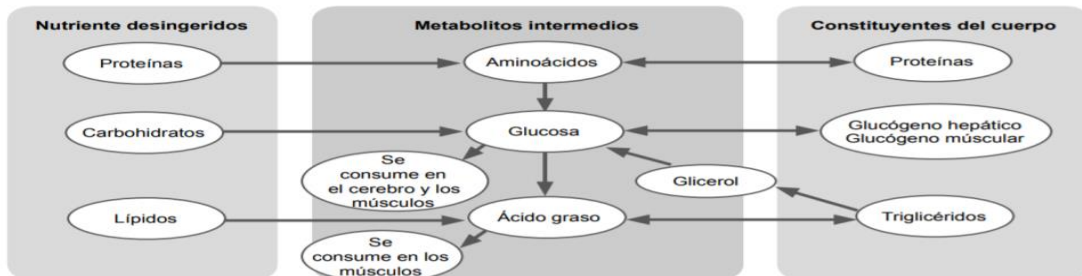 Nutriente desingeridos
Metabolitos intermedios
Constituyentes del cuerpo
Proteínas
Aminoácidos
Proteínas
Carbohidratos
Glucosa
Glucógeno hepático
Glucógeno múscular
Se
consume en
el cerebro y los
músculos
Glicerol
Lípidos
Ácido graso
Triglicéridos
Se
consume en los
músculos